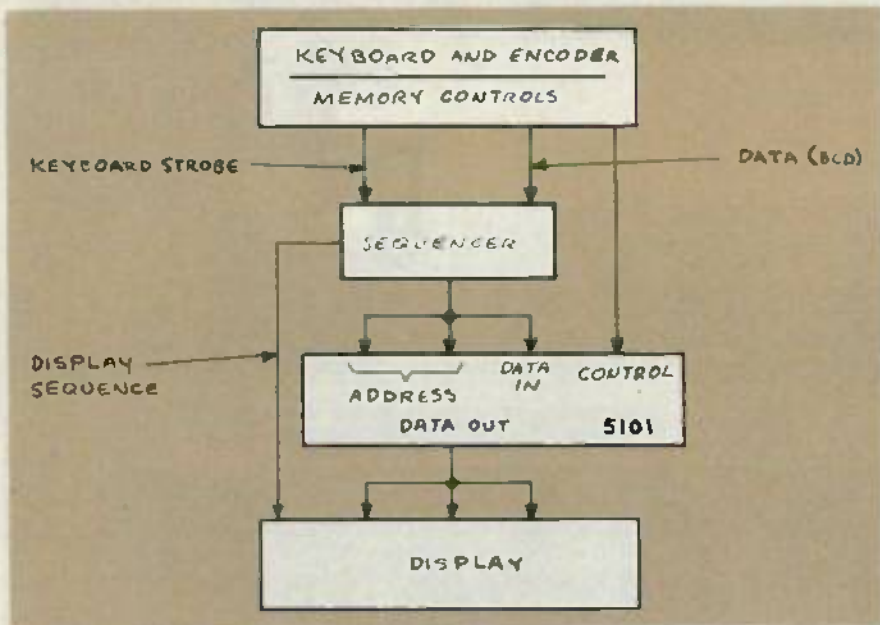 KEYBOARD AND ENCODER
MEMORY CONTROLS
KEYBOARD STROBE
DATA (BCD)
SEQUENCER
DISPLAY
SEQUENCE
ADDRESS
DATA
IN
CONTROL
DATA OUT
5101
DISPLAY